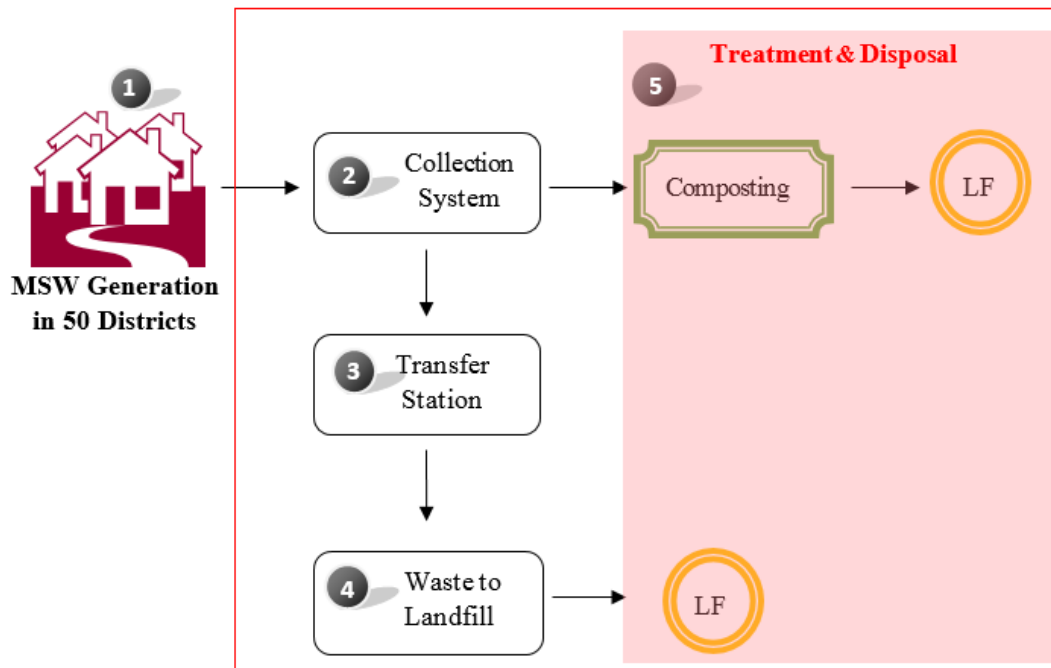 1
MSW Generation
in 50 Districts
2
Collection
System
3
Transfer
Station
4
Waste to
Landfill
Treatment & Disposal
5
Composting
LF
LF